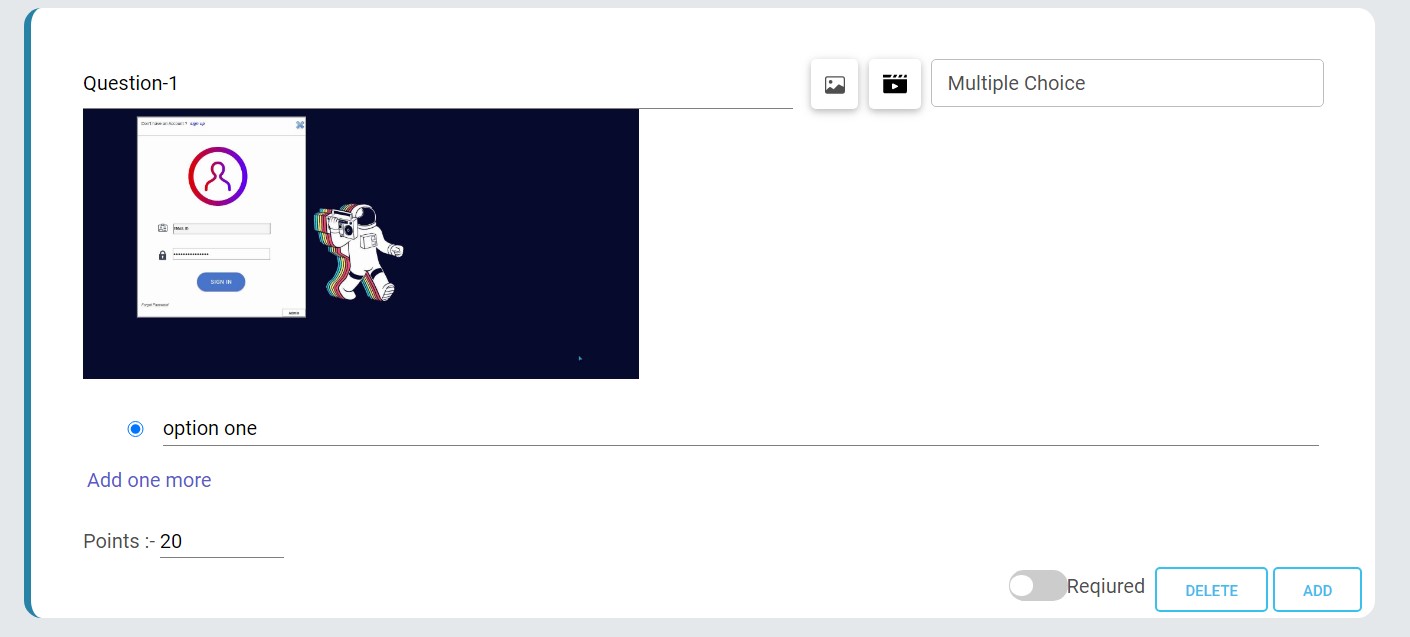 Question-1
Multiple Choice
Don't have an Account ? sign up
SIGN IN
Forgot Password?
option one
Add one more
Points :- 20
Reqiured
DELETE
ADD